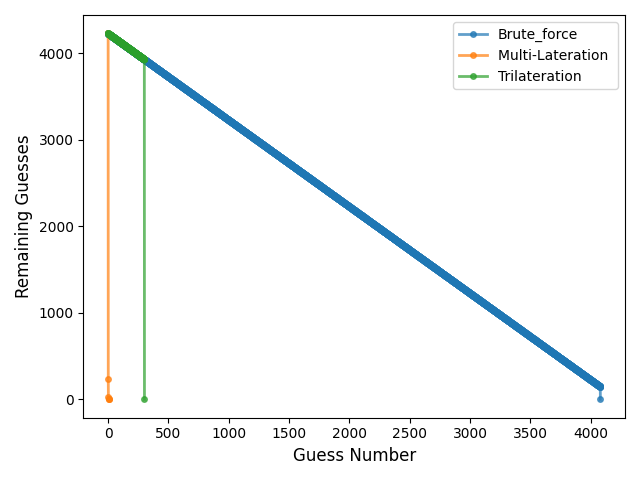 Brute_force
Multi-Lateration
Trilateration
Remaining Guesses
4000
3000
2000
1000
0
0 500 1000 1500 2000 2500 3000 3500 4000
Guess Number